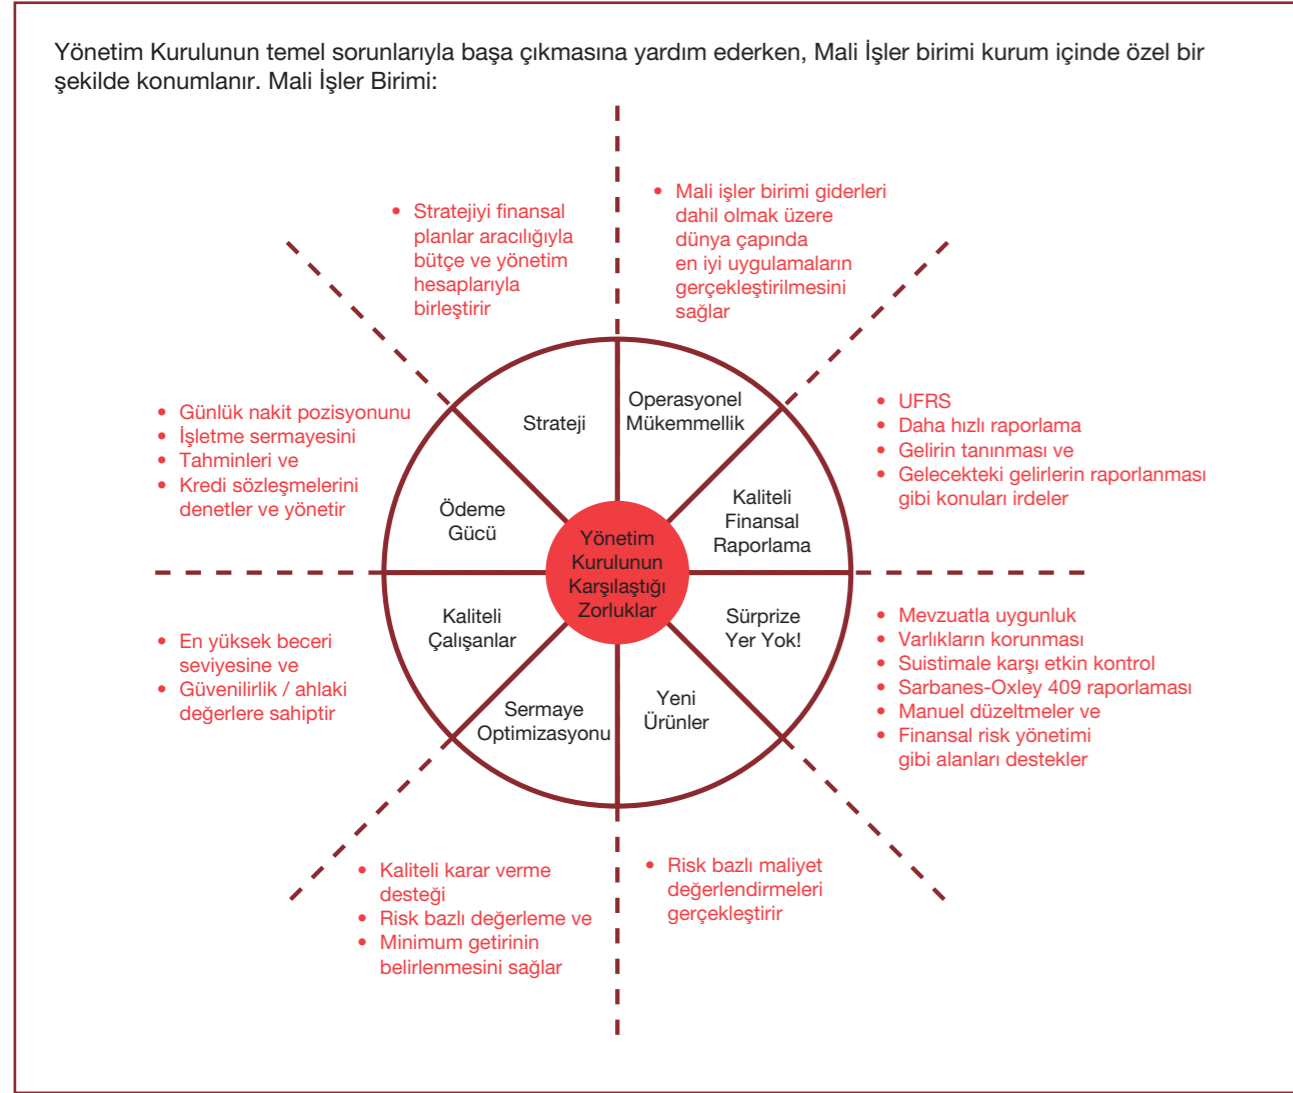 Yönetim Kurulunun temel sorunlarıyla başa çıkmasına yardım ederken, Mali İşler birimi kurum içinde özel bir
şekilde konumlanır. Mali İşler Birimi:
• Stratejiyi finansal
planlar aracılığıyla
bütçe ve yönetim
hesaplarıyla
birleştirir
• Mali işler birimi giderleri
dahil olmak üzere
dünya çapında
en iyi uygulamaların
gerçekleştirilmesini
sağlar
• Günlük nakit pozisyonunu
• İşletme sermayesini
• Tahminleri ve
• Kredi sözleşmelerini
denetler ve yönetir
• UFRS
• Daha hızlı raporlama
• Gelirin tanınması ve
• Gelecekteki gelirlerin raporlanması
gibi konuları irdeler
Strateji
Operasyonel
Mükemmellik
Ödeme
Gücü
Kaliteli
Finansal
Raporlama
Yönetim
Kurulunun
Karşılaştığı
Zorluklar
Kaliteli
Çalışanlar
Sürprize
Yer Yok!
Sermaye
Optimizasyonu
Yeni
Ürünler
• En yüksek beceri
seviyesine ve
• Güvenilirlik / ahlaki
değerlere sahiptir
• Mevzuatla uygunluk
• Varlıkların korunması
• Suistimale karşı etkin kontrol
• Sarbanes-Oxley 409 raporlaması
• Manuel düzeltmeler ve
• Finansal risk yönetimi
gibi alanları destekler
• Kaliteli karar verme
desteği
• Risk bazlı değerleme ve
• Minimum getirinin
belirlenmesini sağlar
• Risk bazlı maliyet
değerlendirmeleri
gerçekleştirir